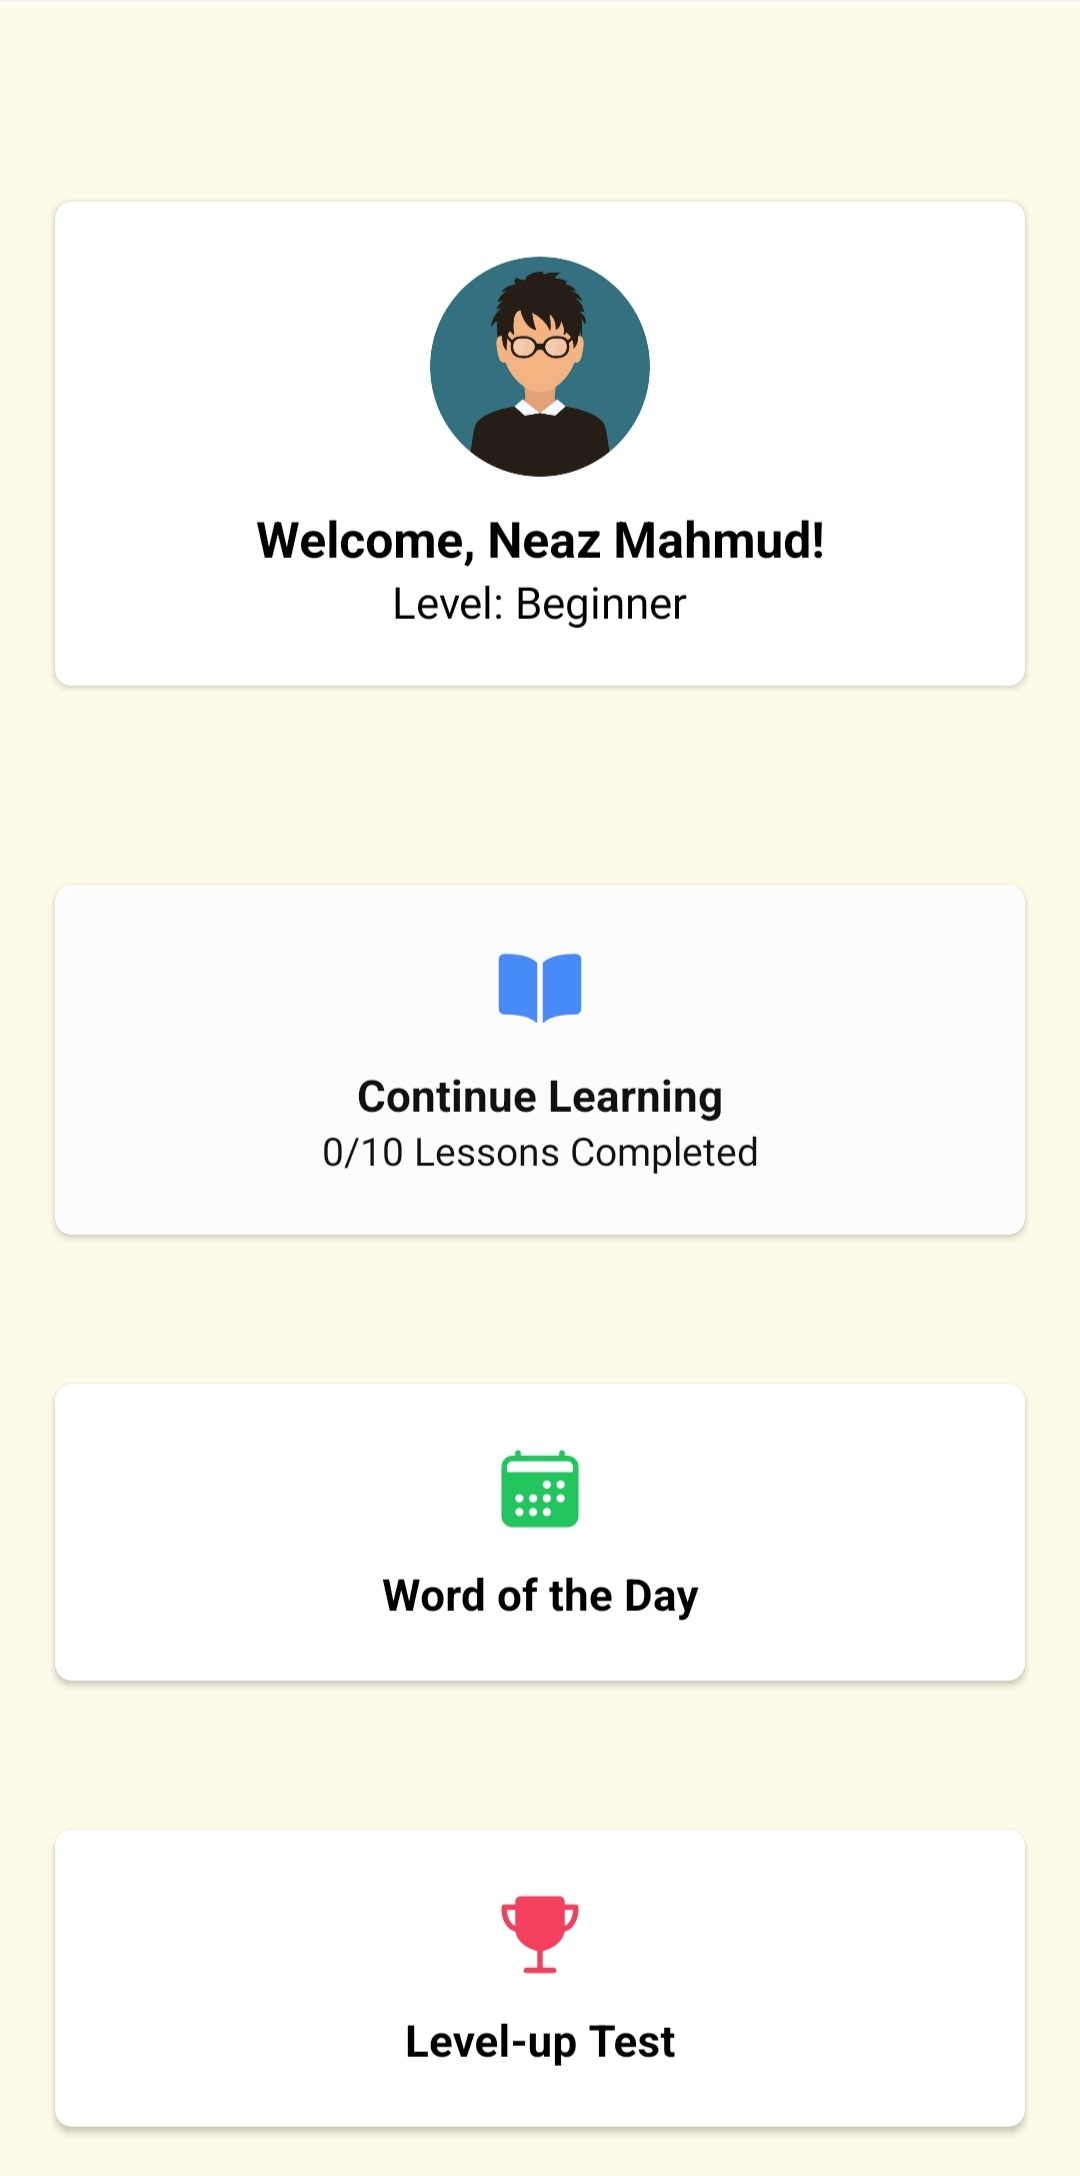 Welcome, Neaz Mahmud!
Level: Beginner
Continue Learning
0/10 Lessons Completed
Word of the Day
Level-up Test